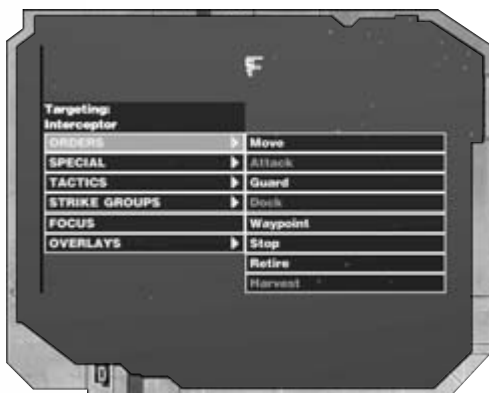 F
Targeting:
Interceptor
ORDERS
SPECIAL
TACTICS
STRIKE GROUPS
FOCUS
OVERLAYS
Move
Attack
Guard
Dock
Waypoint
Stop
Retire
Harvest